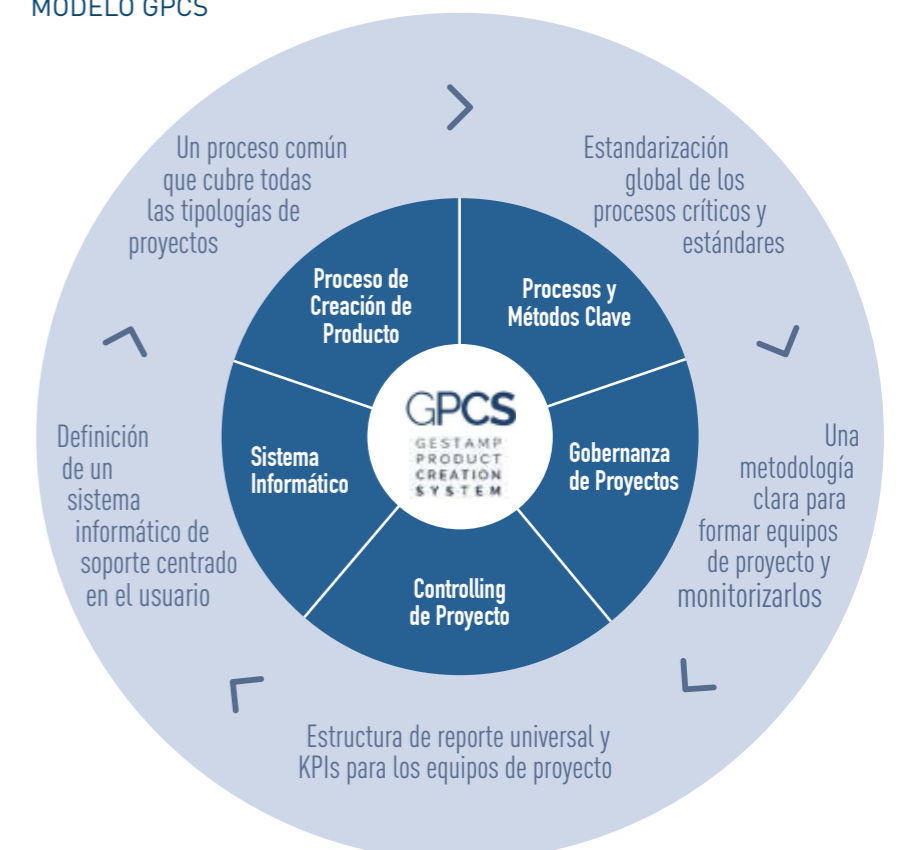 MODELO GPCS
Un proceso común
que cubre todas
las tipologías de
proyectos
Estandarización
global de los
procesos críticos y
estándares
Proceso de
Creación de
Producto
Procesos y
Métodos Clave
GPCS
GESTAMP
PRODUCT
CREATION
SYSTEM
Sistema
Informático
Gobernanza
de Proyectos
Controlling
de Proyecto
Definición
de un
sistema
informático de
soporte centrado
en el usuario
Una
metodología
clara para
formar equipos
de proyecto y
monitorizarlos
Estructura de reporte universal y
KPIs para los equipos de proyecto